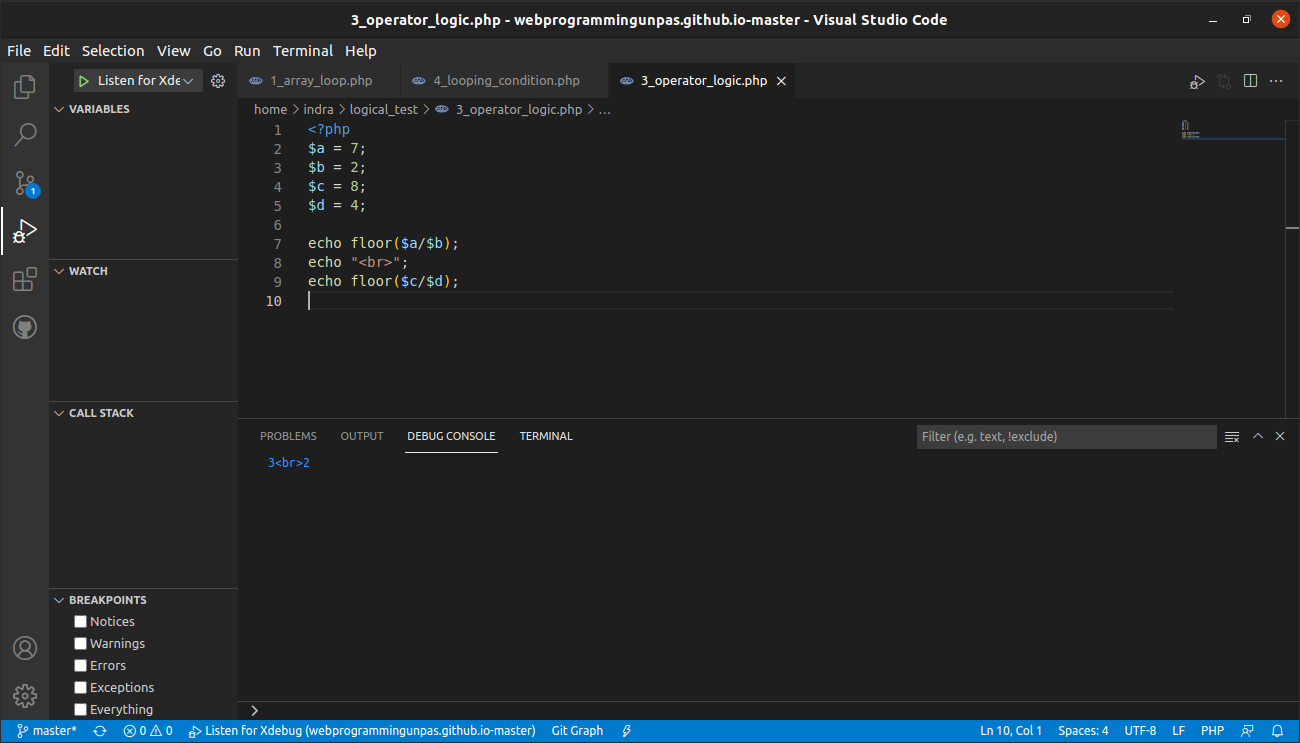 3_operator_logic.php - webprogrammingunpas.github.io-master - Visual Studio Code
File Edit Selection View Go Run Terminal Help
Listen for Xde
1_array_loop.php
4_looping_condition.php
3_operator_logic.php
VARIABLES
home > indra > logical_test > 3_operator_logic.php > ...
1 <?php
2 $a = 7;
3 $b = 2;
4 $c = 8;
5 $d = 4;
6
7 echo floor($a/$b);
8 echo "<br>";
9 echo floor($c/$d);
10
1
WATCH
CALL STACK
PROBLEMS OUTPUT DEBUG CONSOLE TERMINAL
Filter (e.g. text, !exclude)
3<br>2
BREAKPOINTS
Notices
Warnings
Errors
Exceptions
Everything
>
master* 0 0 Listen for Xdebug (webprogrammingunpas.github.io-master) Git Graph Ln 10, Col 1 Spaces: 4 UTF-8 LF PHP